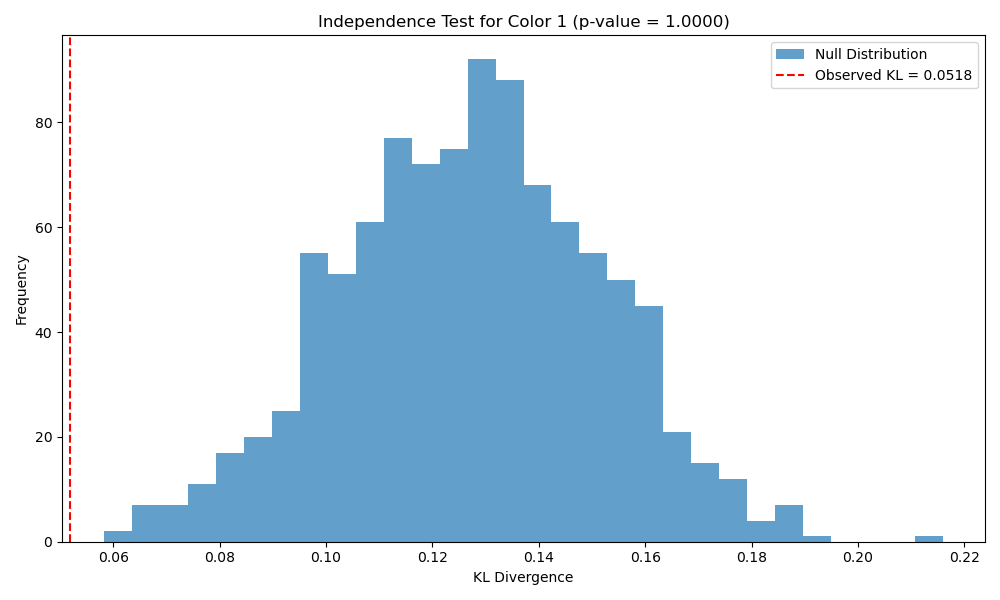 Independence Test for Color 1 (p-value = 1.0000)
Null Distribution
Observed KL = 0.0518
Frequency
80
60
40
20
0
0.06 0.08 0.10 0.12 0.14 0.16 0.18 0.20 0.22
KL Divergence